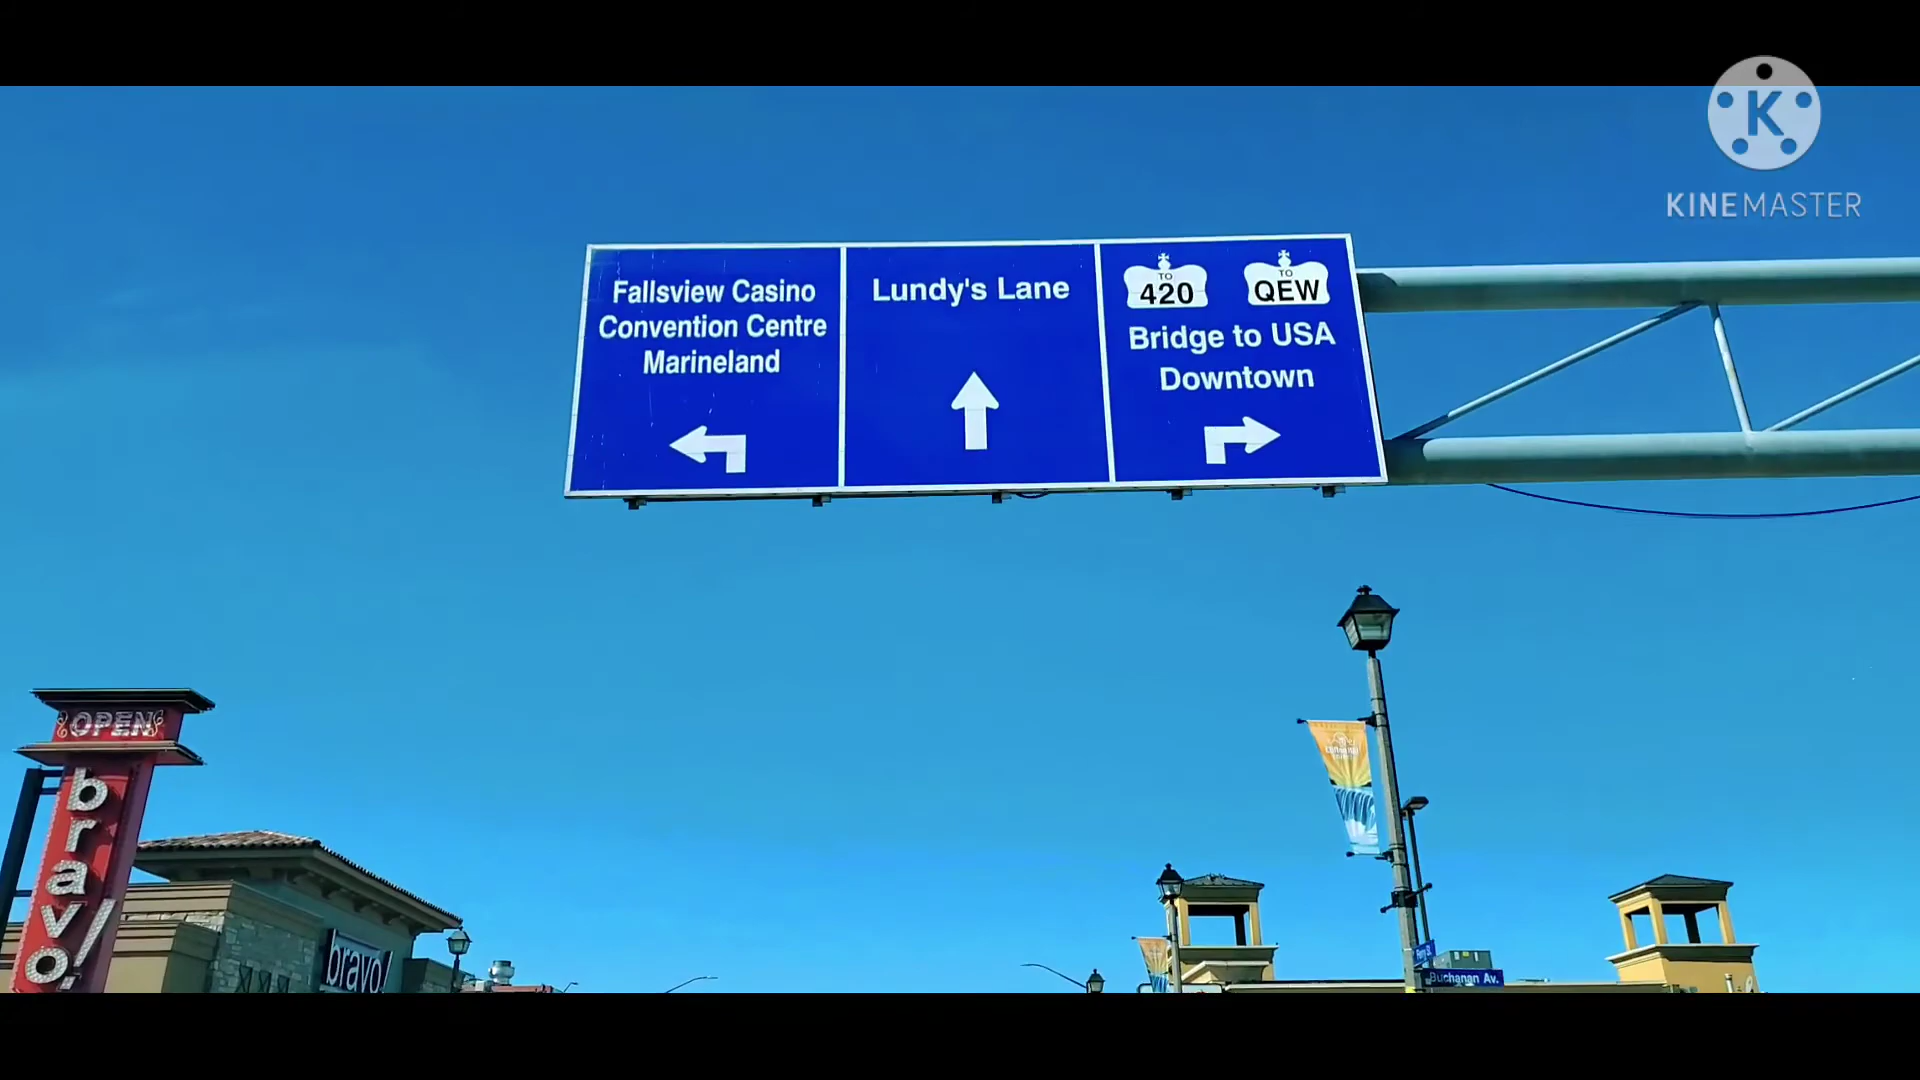 K
KINEMASTER
Fallsview Casino
Convention Centre
Marineland
Lundy's Lane
TO
420
TO
QEW
Bridge to USA
Downtown
OPEN
bravo!
bravo!
Buchanan Av.